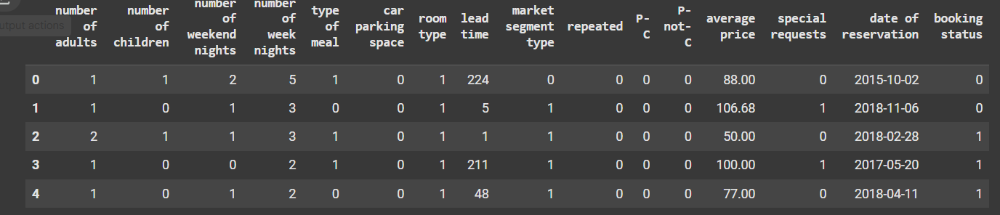 utput actions
number of adults
number of children
number of weekend nights
number of week nights
type of meal
car parking space
room type
lead time
market segment type
repeated
P-C
P-not-C
average price
special requests
date of reservation
booking status
0 1 1 2 5 1 0 1 224 0 0 0 0 88.00 0 2015-10-02 0
1 1 0 1 3 0 0 1 5 1 0 0 0 106.68 1 2018-11-06 0
2 2 1 1 3 1 0 1 1 1 0 0 0 50.00 0 2018-02-28 1
3 1 0 0 2 1 0 1 211 1 0 0 0 100.00 1 2017-05-20 1
4 1 0 1 2 0 0 1 48 1 0 0 0 77.00 0 2018-04-11 1